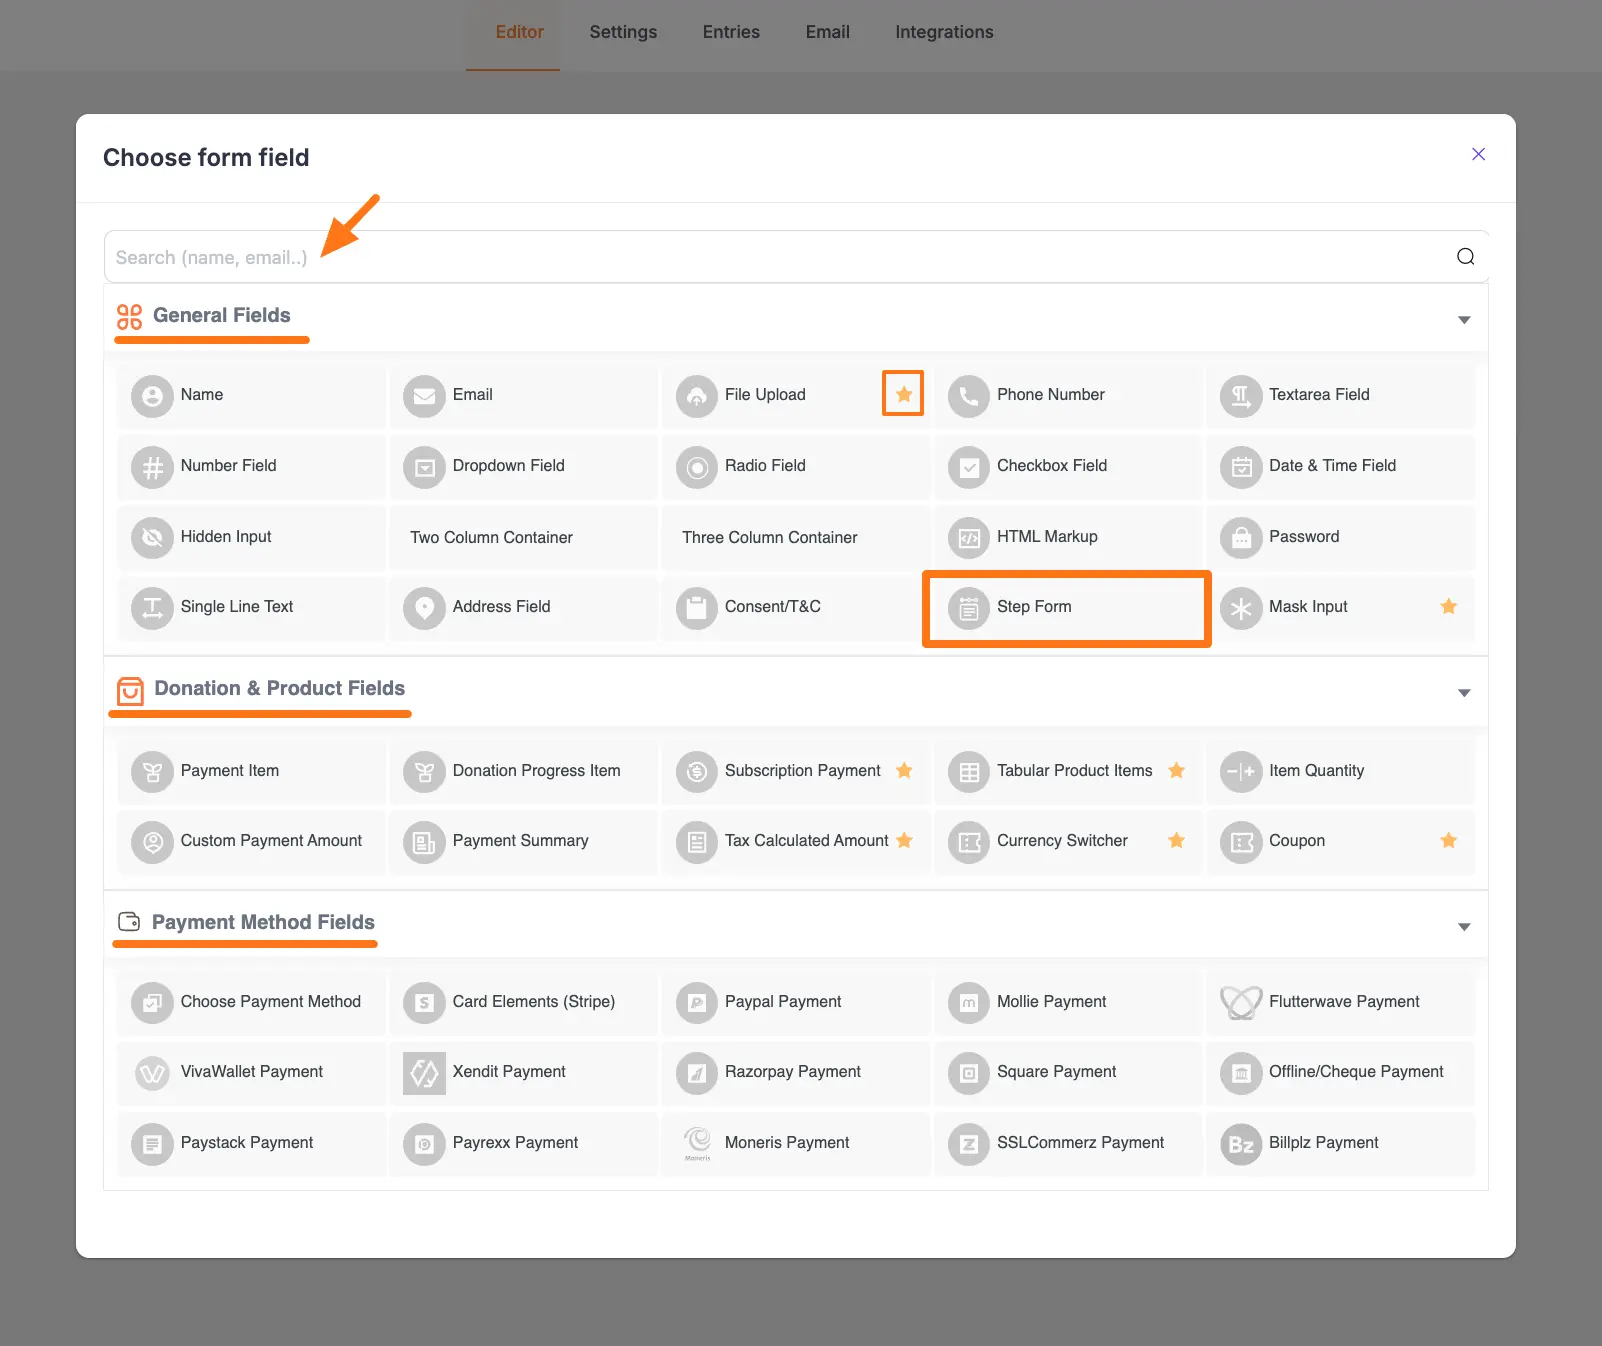 Editor Settings Entries Email Integrations
Choose form field
Search (name, email..)
General Fields
Name Email File Upload Phone Number Textarea Field
Number Field Dropdown Field Radio Field Checkbox Field Date & Time Field
Hidden Input Two Column Container Three Column Container HTML Markup Password
Single Line Text Address Field Consent/T&C Step Form Mask Input
Donation & Product Fields
Payment Item Donation Progress Item Subscription Payment Tabular Product Items Item Quantity
Custom Payment Amount Payment Summary Tax Calculated Amount Currency Switcher Coupon
Payment Method Fields
Choose Payment Method Card Elements (Stripe) Paypal Payment Mollie Payment Flutterwave Payment
VivaWallet Payment Xendit Payment Razorpay Payment Square Payment Offline/Cheque Payment
Paystack Payment Payrexx Payment Moneris Moneris Payment SSLCommerz Payment Bz Billplz Payment